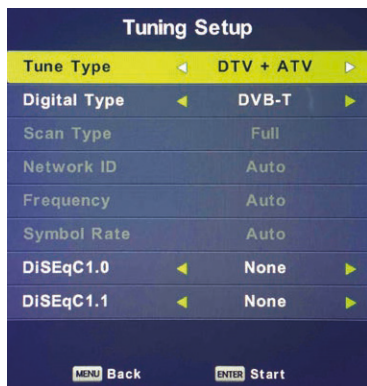 Tuning Setup
Tune Type DTV + ATV
Digital Type DVB-T
Scan Type Full
Network ID Auto
Frequency Auto
Symbol Rate Auto
DiSEqC1.0 None
DiSEqC1.1 None
MENU Back ENTER Start